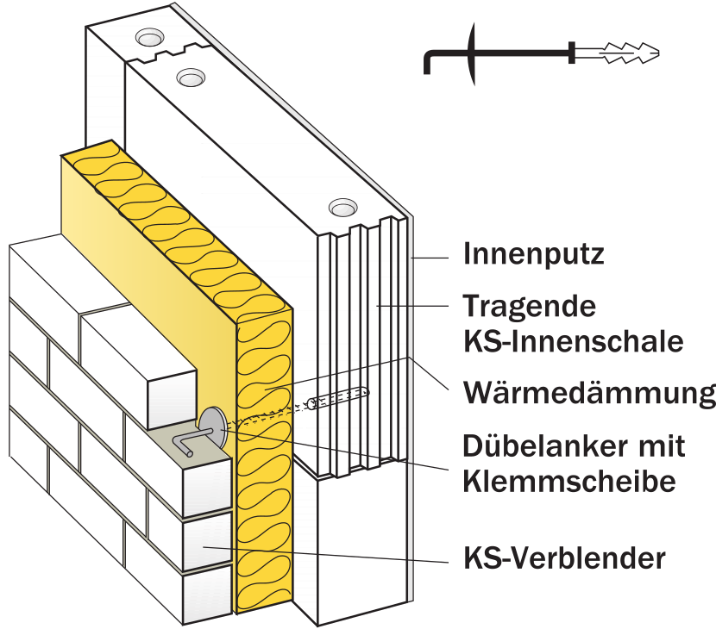 Innenputz
Tragende
KS-Innenschale
Wärmedämmung
Dübelanker mit
Klemmscheibe
KS-Verblender